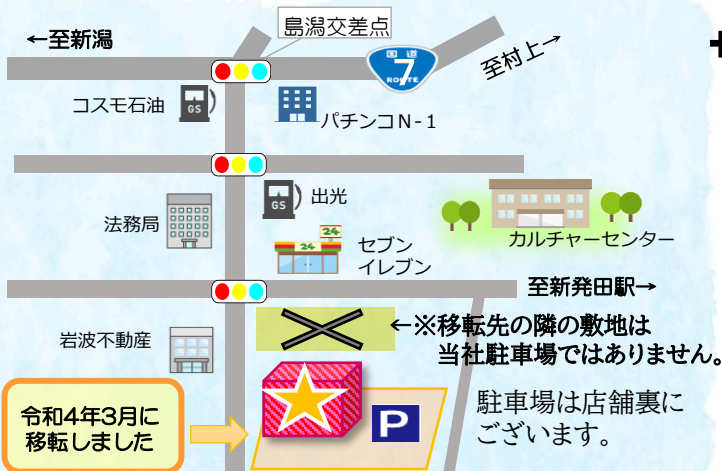 島潟交差点
←至新潟
国道
7
ROUTE
至村上→
コスモ石油
GS
パチンコN-1
法務局
GS
出光
24
24
セブン
イレブン
カルチャーセンター
至新発田駅→
岩波不動産
←※移転先の隣の敷地は
当社駐車場ではありません。
令和4年3月に
移転しました
P
駐車場は店舗裏に
ございます。